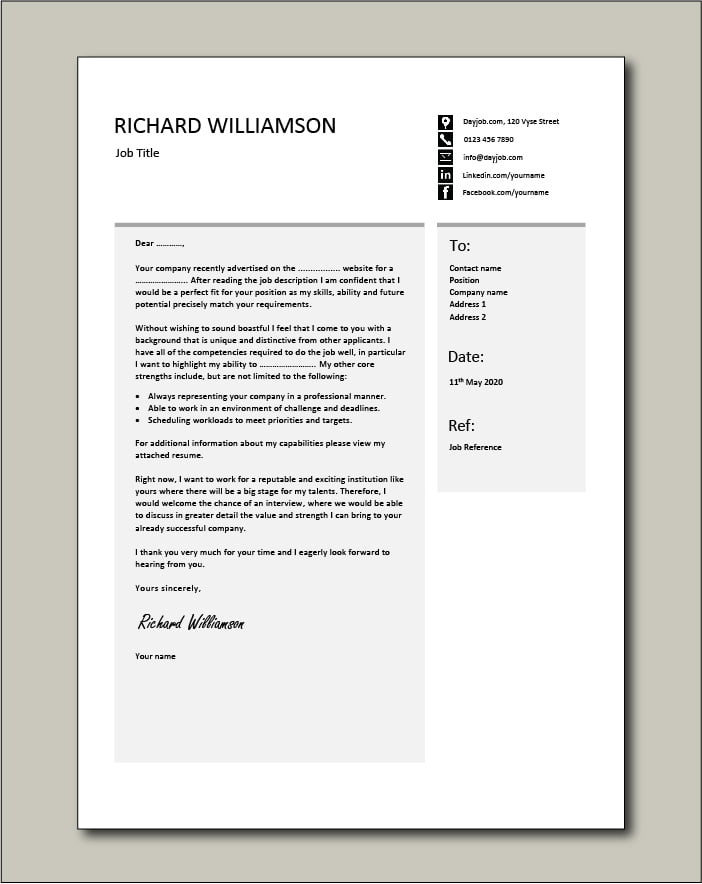 RICHARD WILLIAMSON
Job Title
Dayjob.com, 120 Vyse Street
0123 456 7890
info@dayjob.com
Linkedin.com/yourname
Facebook.com/yourname
Dear ...........,
Your company recently advertised on the ................. website for a
...................... After reading the job description I am confident that I
would be a perfect fit for your position as my skills, ability and future
potential precisely match your requirements.
Without wishing to sound boastful I feel that I come to you with a
background that is unique and distinctive from other applicants. I
have all of the competencies required to do the job well, in particular
I want to highlight my ability to ........................ My other core
strengths include, but are not limited to the following:
• Always representing your company in a professional manner.
• Able to work in an environment of challenge and deadlines.
• Scheduling workloads to meet priorities and targets.
For additional information about my capabilities please view my
attached resume.
Right now, I want to work for a reputable and exciting institution like
yours where there will be a big stage for my talents. Therefore, I
would welcome the chance of an interview, where we would be able
to discuss in greater detail the value and strength I can bring to your
already successful company.
I thank you very much for your time and I eagerly look forward to
hearing from you.
Yours sincerely,
Richard Williamson
Your name
To:
Contact name
Position
Company name
Address 1
Address 2
Date:
11th May 2020
Ref:
Job Reference